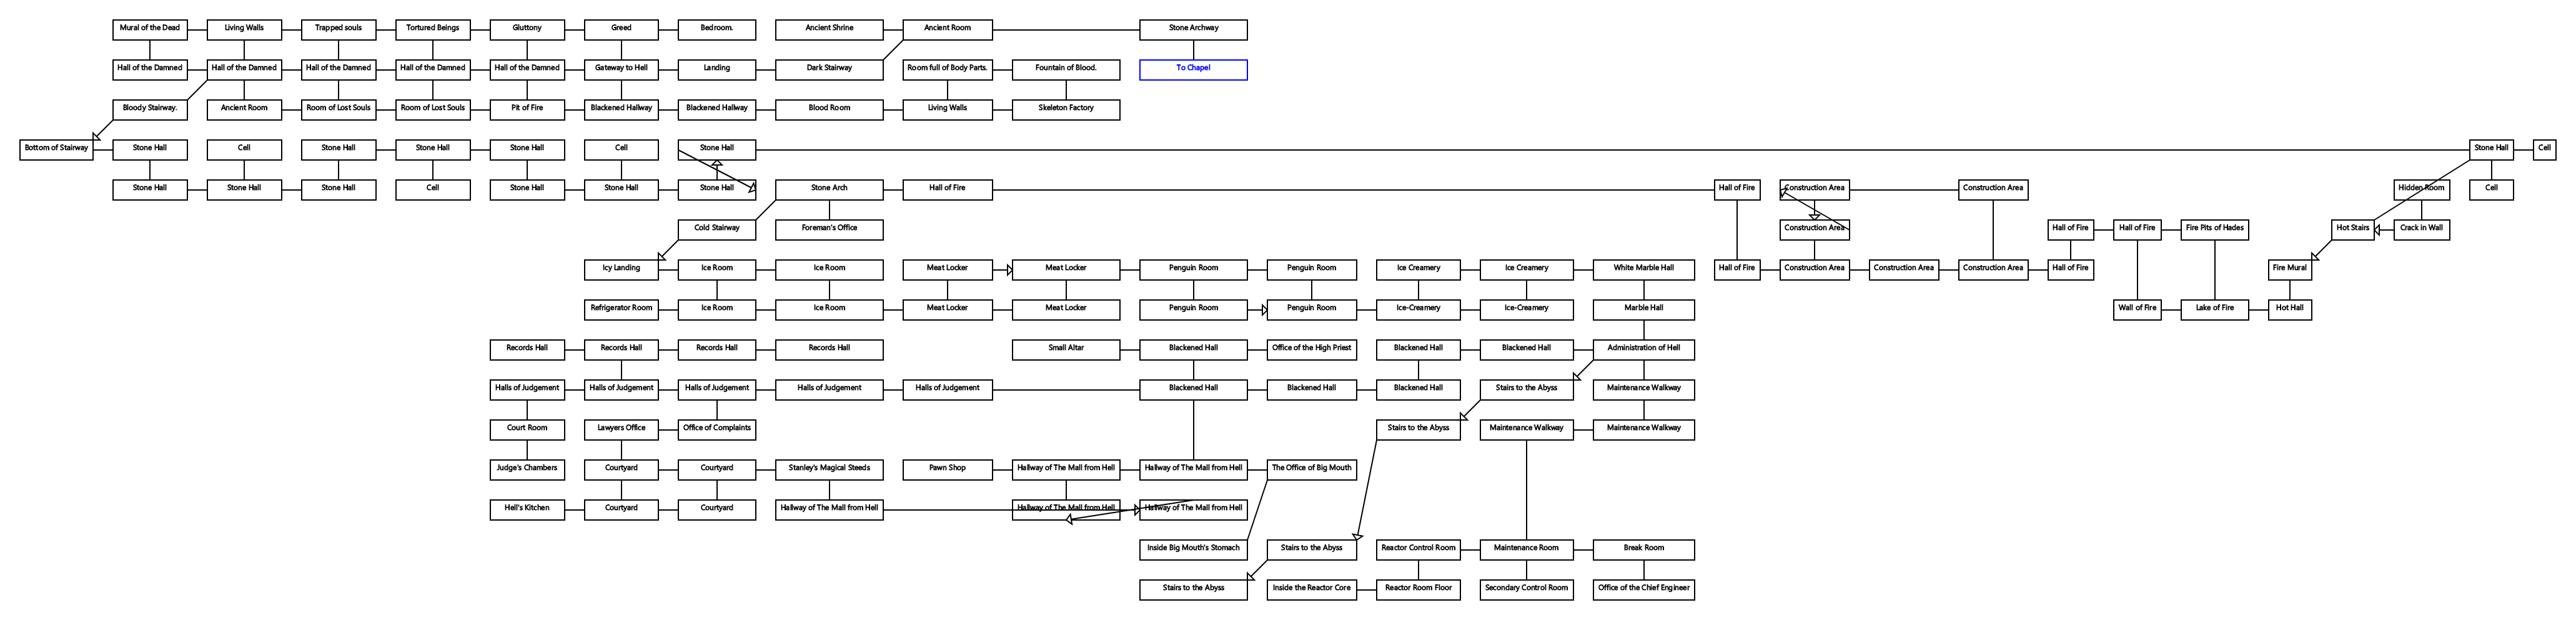 Mural of the Dead
Living Walls
Trapped souls
Tortured Beings
Gluttony
Greed
Bedroom.
Ancient Shrine
Ancient Room
Stone Archway
Hall of the Damned
Hall of the Damned
Hall of the Damned
Hall of the Damned
Hall of the Damned
Gateway to Hell
Landing
Dark Stairway
Room full of Body Parts.
Fountain of Blood.
To Chapel
Bloody Stairway.
Ancient Room
Room of Lost Souls
Room of Lost Souls
Pit of Fire
Blackened Hallway
Blackened Hallway
Blood Room
Living Walls
Skeleton Factory
Bottom of Stairway
Stone Hall
Cell
Stone Hall
Stone Hall
Stone Hall
Cell
Stone Hall
Stone Hall
Cell
Stone Hall
Stone Hall
Stone Hall
Cell
Stone Hall
Stone Hall
Stone Hall
Stone Arch
Hall of Fire
Hall of Fire
Construction Area
Construction Area
Hidden Room
Cell
Cold Stairway
Foreman's Office
Construction Area
Hall of Fire
Hall of Fire
Fire Pits of Hades
Hot Stairs
Crack in Wall
Icy Landing
Ice Room
Ice Room
Meat Locker
Meat Locker
Penguin Room
Penguin Room
Ice Creamery
Ice Creamery
White Marble Hall
Hall of Fire
Construction Area
Construction Area
Construction Area
Hall of Fire
Fire Mural
Refrigerator Room
Ice Room
Ice Room
Meat Locker
Meat Locker
Penguin Room
Penguin Room
Ice-Creamery
Ice-Creamery
Marble Hall
Wall of Fire
Lake of Fire
Hot Hall
Records Hall
Records Hall
Records Hall
Records Hall
Small Altar
Blackened Hall
Office of the High Priest
Blackened Hall
Blackened Hall
Administration of Hell
Halls of Judgement
Halls of Judgement
Halls of Judgement
Halls of Judgement
Halls of Judgement
Blackened Hall
Blackened Hall
Blackened Hall
Stairs to the Abyss
Maintenance Walkway
Court Room
Lawyers Office
Office of Complaints
Stairs to the Abyss
Maintenance Walkway
Maintenance Walkway
Judge's Chambers
Courtyard
Courtyard
Stanley's Magical Steeds
Pawn Shop
Hallway of The Mall from Hell
Hallway of The Mall from Hell
The Office of Big Mouth
Hell's Kitchen
Courtyard
Courtyard
Hallway of The Mall from Hell
Hallway of The Mall from Hell
Hallway of The Mall from Hell
Inside Big Mouth's Stomach
Stairs to the Abyss
Reactor Control Room
Maintenance Room
Break Room
Stairs to the Abyss
Inside the Reactor Core
Reactor Room Floor
Secondary Control Room
Office of the Chief Engineer